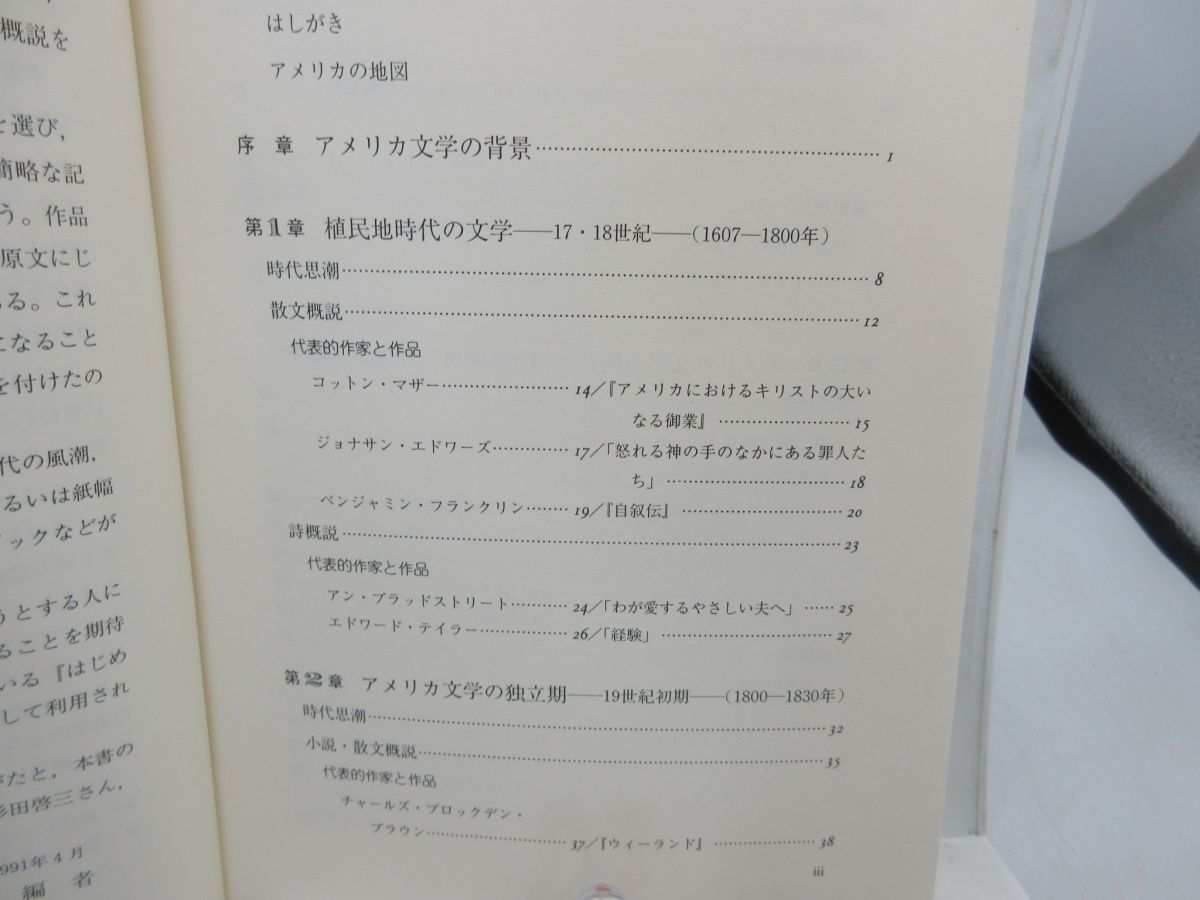 概説を
を選び,
簡略な記
う。作品
原文にじ
ある。これ
になること
を付けたの
代の風潮,
るいは紙幅
ックなどが
うとする人に
ることを期待
いる『はじめ
して利用され
がたと, 本書の
杉田啓三さん,
991年4月
編 者
はしがき
アメリカの地図
序 章 アメリカ文学の背景……1
第1章 植民地時代の文学――17・18世紀――(1607―1800年)
時代思潮……8
散文概説……12
代表的作家と作品
コットン・マザー……14/『アメリカにおけるキリストの大い
なる御業』……15
ジョナサン・エドワーズ……17/「怒れる神の手のなかにある罪人た
ち」……18
ベンジャミン・フランクリン……19/『自叙伝』……20
詩概説……23
代表的作家と作品
アン・ブラッドストリート……24/「わが愛するやさしい夫へ」……25
エドワード・テイラー……26/「経験」……27
第2章 アメリカ文学の独立期――19世紀初期――(1800―1830年)
時代思潮……32
小説・散文概説……35
代表的作家と作品
チャールズ・ブロックデン・
ブラウン……37/『ウィーランド』……38
iii